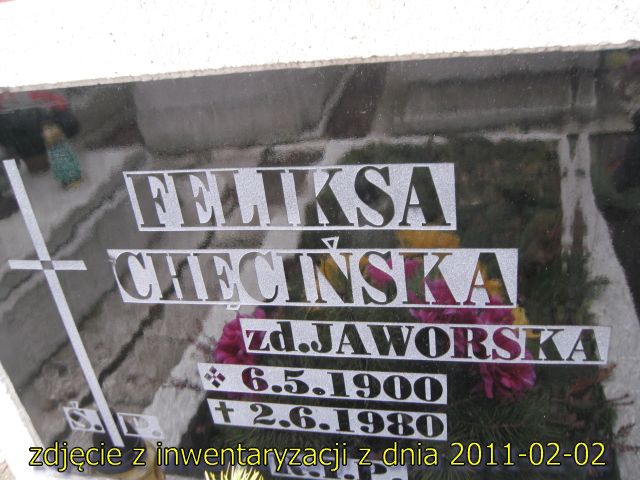 FELIKSA
CHĘCIŃSKA
zd.JAWORSKA
6.5.1900
Ś. P. † 2.6.1980
zdjęcie z inwentaryzacji z dnia 2011-02-02
R.I.P.